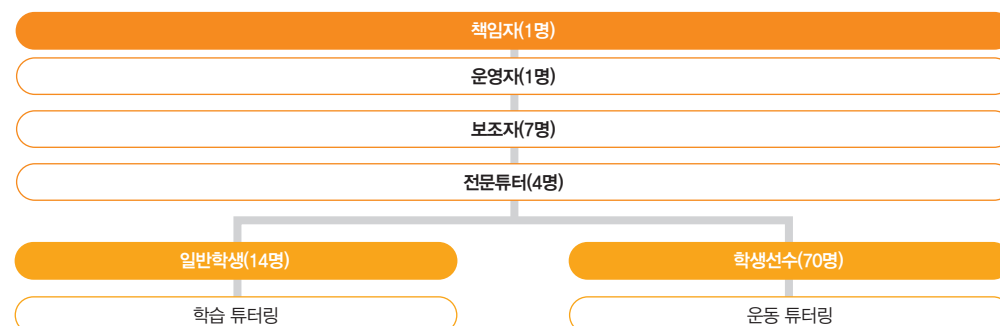 책임자(1명)
운영자(1명)
보조자(7명)
전문튜터(4명)
일반학생(14명)
학생선수(70명)
학습 튜터링
운동 튜터링